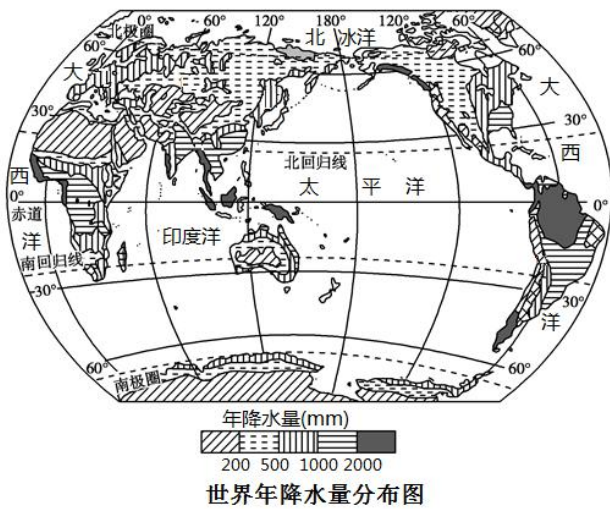 0° 60° 120° 180° 120° 60°
北极圈
60°
北冰洋
60°
大
大
30°
30°
北回归线
西
西
太平洋
0°
0°
赤道
印度洋
洋
南回归线
30°
30°
洋
60°
60°
南极圈
年降水量(mm)
200 500 1000 2000
世界年降水量分布图